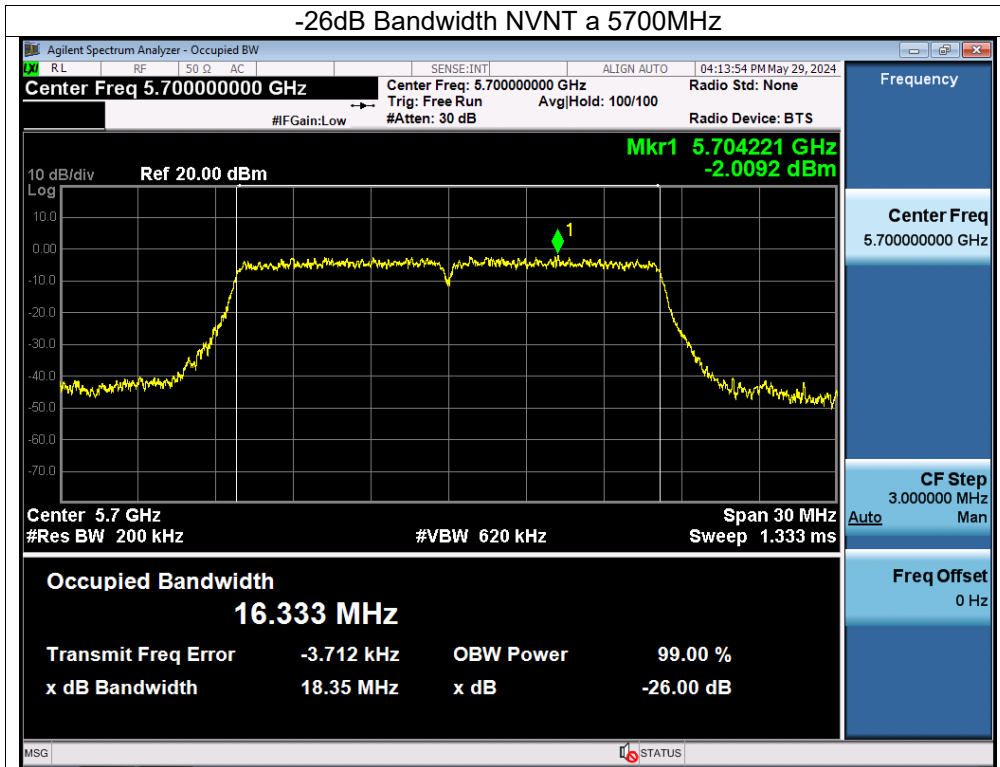 -26dB Bandwidth NVNT a 5700MHz
Agilent Spectrum Analyzer - Occupied BW
LXI RL RF 50 Ω AC SENSE:INT ALIGN AUTO 04:13:54 PM May 29, 2024
Center Freq 5.700000000 GHz
Center Freq: 5.700000000 GHz Radio Std: None
Trig: Free Run Avg|Hold: 100/100
#IFGain:Low #Atten: 30 dB Radio Device: BTS
Mkr1 5.704221 GHz
-2.0092 dBm
10 dB/div Ref 20.00 dBm
Log
10.0
0.00
-10.0
-20.0
-30.0
-40.0
-50.0
-60.0
-70.0
1
Center 5.7 GHz Span 30 MHz
#Res BW 200 kHz #VBW 620 kHz Sweep 1.333 ms
Occupied Bandwidth
16.333 MHz
Transmit Freq Error -3.712 kHz OBW Power 99.00 %
x dB Bandwidth 18.35 MHz x dB -26.00 dB
MSG STATUS
Frequency
Center Freq
5.700000000 GHz
CF Step
3.000000 MHz
Auto Man
Freq Offset
0 Hz